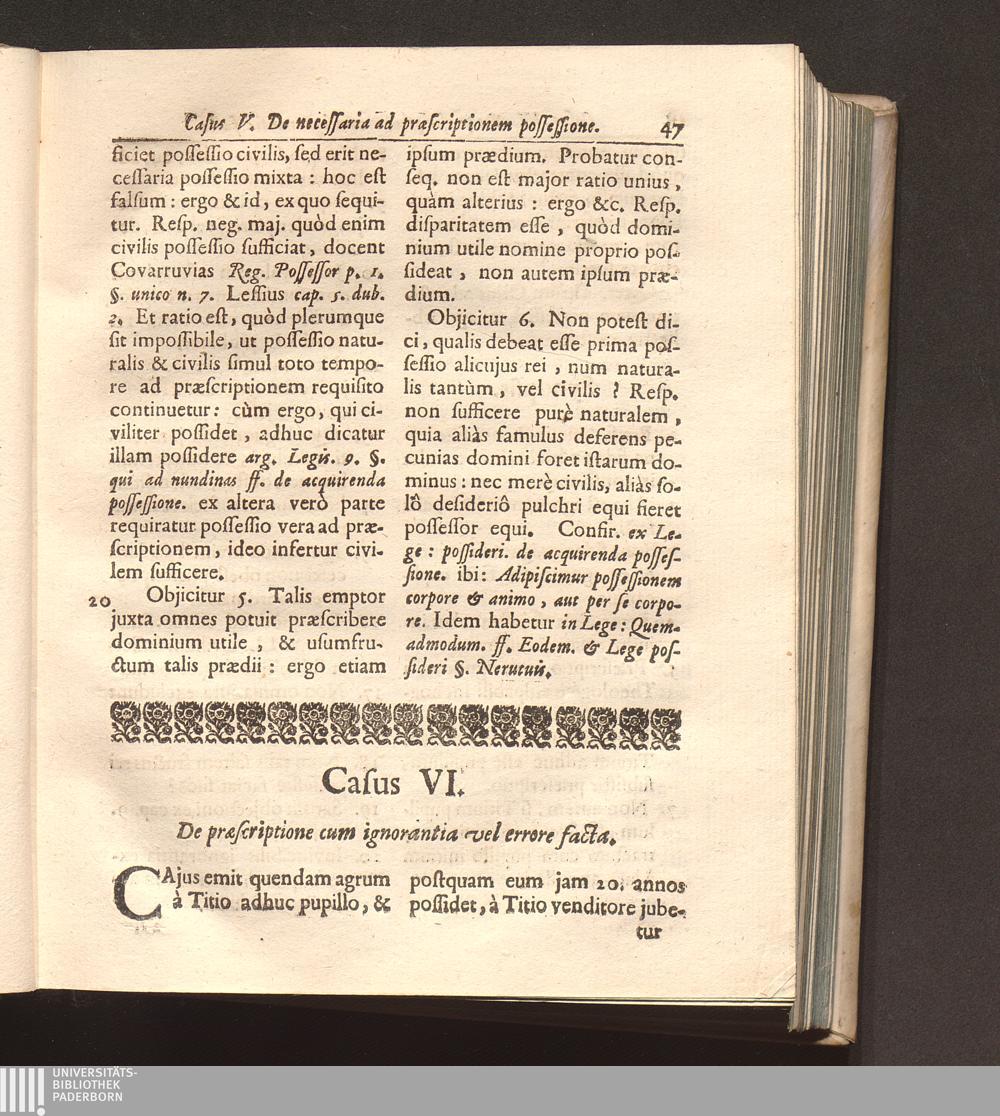 Casus V. De necessaria ad præscriptionem possessione. 47
ficiet possessio civilis, sed erit ne-
cessaria possessio mixta : hoc est
falsum : ergo & id, ex quo sequi-
tur. Resp. neg. maj. quòd enim
civilis possessio sufficiat, docent
Covarruvias Reg. Possessor p. 1.
§. unico n. 7. Lessius cap. 5. dub.
2. Et ratio est, quòd plerumque
sit impossibile, ut possessio natu-
ralis & civilis simul toto tempo-
re ad præscriptionem requisito
continuetur: cùm ergo, qui ci-
viliter possidet, adhuc dicatur
illam possidere arg. Legis. 9. §.
qui ad nundinas ff. de acquirenda
possessione. ex altera verò parte
requiratur possessio vera ad præ-
scriptionem, ideo infertur civi-
lem sufficere.
20 Objicitur 5. Talis emptor
juxta omnes potuit præscribere
dominium utile, & usumfru-
ctum talis prædii : ergo etiam
ipsum prædium. Probatur con-
seq. non est major ratio unius,
quàm alterius : ergo &c. Resp.
disparitatem esse, quòd domi-
nium utile nomine proprio pos-
sideat, non autem ipsum præ-
dium.
Objicitur 6. Non potest di-
ci, qualis debeat esse prima pos-
sessio alicujus rei, num natura-
lis tantùm, vel civilis ? Resp.
non sufficere purè naturalem,
quia aliàs famulus deferens pe-
cunias domini foret istarum do-
minus : nec merè civilis, aliàs so-
lô desideriô pulchri equi fieret
possessor equi. Confir. ex Le-
ge : possideri. de acquirenda posses-
sione. ibi: Adipiscimur possessionem
corpore & animo, aut per se corpo-
re. Idem habetur in Lege : Quem-
admodum. ff. Eodem. & Lege pos-
sideri §. Nerutuis.
Casus VI.
De præscriptione cum ignorantia vel errore facta.
CAjus emit quendam agrum
à Titio adhuc pupillo, &
postquam eum jam 20. annos
possidet, à Titio venditore jube-
tur
UNIVERSITÄTS-
BIBLIOTHEK
PADERBORN